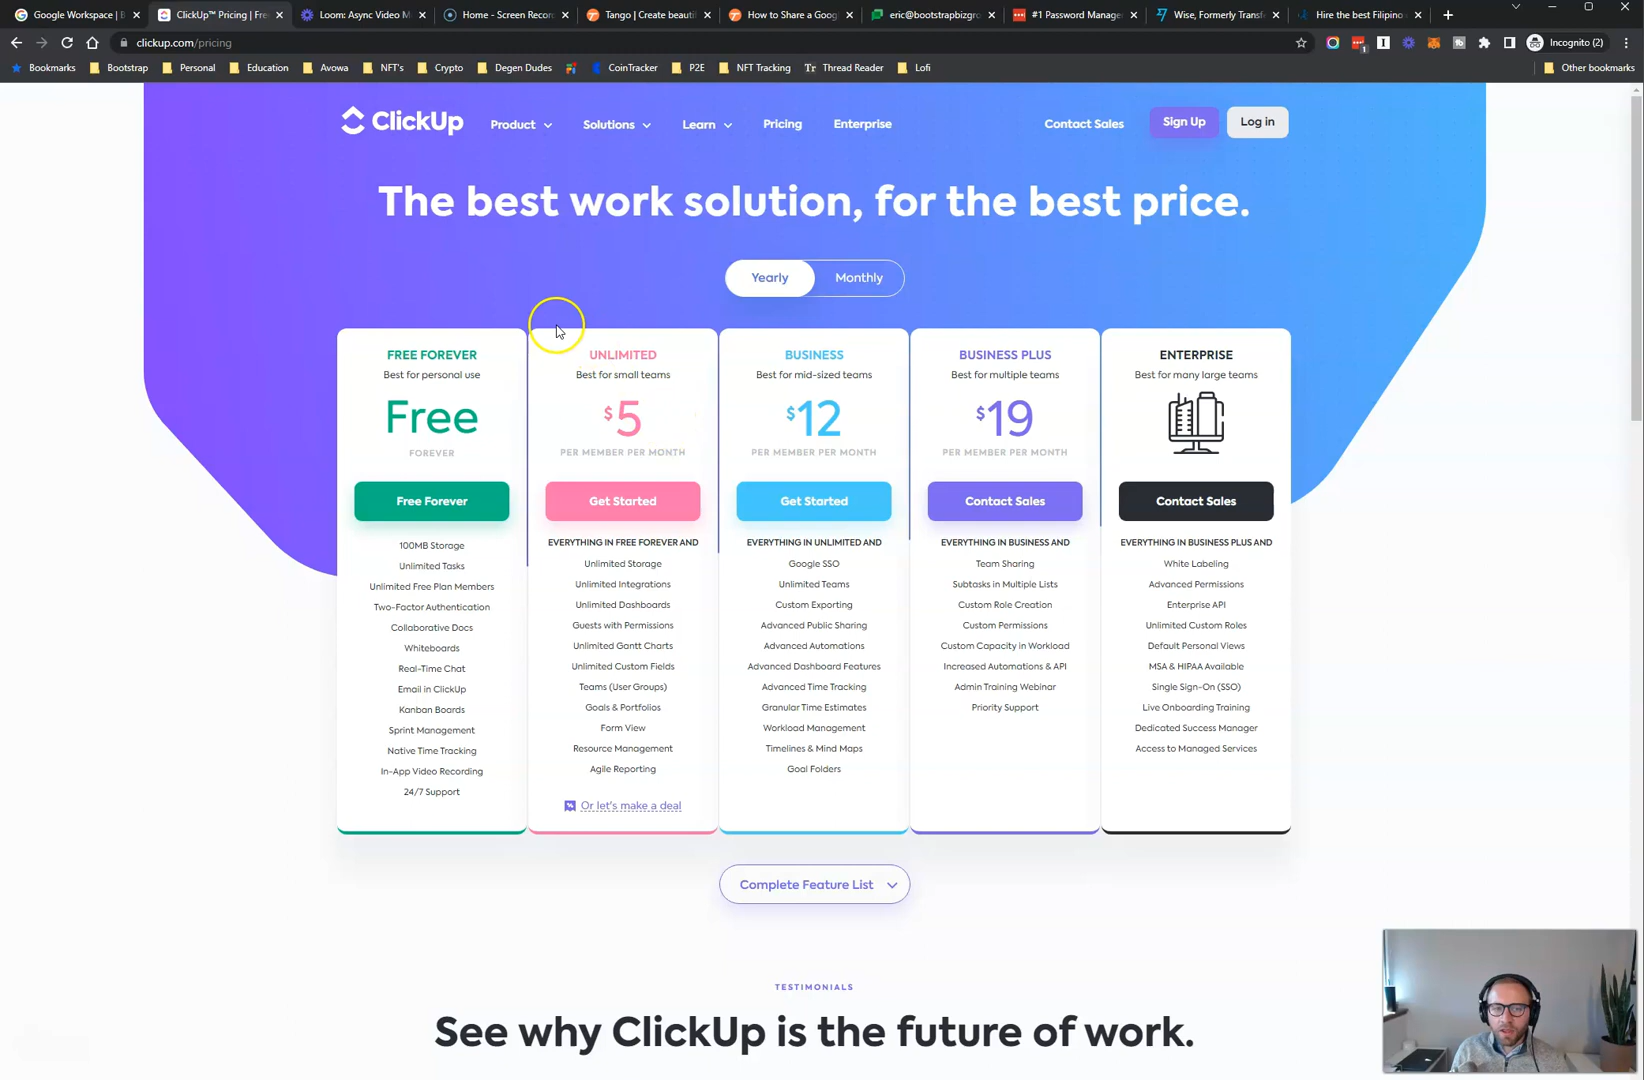 Google Workspace | B
ClickUp™ Pricing | Fre
Loom: Async Video M
Home - Screen Recor
Tango | Create beauti
How to Share a Goog
eric@bootstrapbizgro
#1 Password Manage
Wise, Formerly Transf
Hire the best Filipino
clickup.com/pricing
1
Incognito (2)
Bookmarks
Bootstrap
Personal
Education
Avowa
NFT's
Crypto
Degen Dudes
CoinTracker
P2E
NFT Tracking
Tr Thread Reader
Lofi
Other bookmarks
ClickUp
Product
Solutions
Learn
Pricing
Enterprise
Contact Sales
Sign Up
Log in
The best work solution, for the best price.
Yearly
Monthly
FREE FOREVER
Best for personal use
Free
FOREVER
Free Forever
100MB Storage
Unlimited Tasks
Unlimited Free Plan Members
Two-Factor Authentication
Collaborative Docs
Whiteboards
Real-Time Chat
Email in ClickUp
Kanban Boards
Sprint Management
Native Time Tracking
In-App Video Recording
24/7 Support
UNLIMITED
Best for small teams
$5
PER MEMBER PER MONTH
Get Started
EVERYTHING IN FREE FOREVER AND
Unlimited Storage
Unlimited Integrations
Unlimited Dashboards
Guests with Permissions
Unlimited Gantt Charts
Unlimited Custom Fields
Teams (User Groups)
Goals & Portfolios
Form View
Resource Management
Agile Reporting
Or let's make a deal
BUSINESS
Best for mid-sized teams
$12
PER MEMBER PER MONTH
Get Started
EVERYTHING IN UNLIMITED AND
Google SSO
Unlimited Teams
Custom Exporting
Advanced Public Sharing
Advanced Automations
Advanced Dashboard Features
Advanced Time Tracking
Granular Time Estimates
Workload Management
Timelines & Mind Maps
Goal Folders
BUSINESS PLUS
Best for multiple teams
$19
PER MEMBER PER MONTH
Contact Sales
EVERYTHING IN BUSINESS AND
Team Sharing
Subtasks in Multiple Lists
Custom Role Creation
Custom Permissions
Custom Capacity in Workload
Increased Automations & API
Admin Training Webinar
Priority Support
ENTERPRISE
Best for many large teams
Contact Sales
EVERYTHING IN BUSINESS PLUS AND
White Labeling
Advanced Permissions
Enterprise API
Unlimited Custom Roles
Default Personal Views
MSA & HIPAA Available
Single Sign-On (SSO)
Live Onboarding Training
Dedicated Success Manager
Access to Managed Services
Complete Feature List
TESTIMONIALS
See why ClickUp is the future of work.